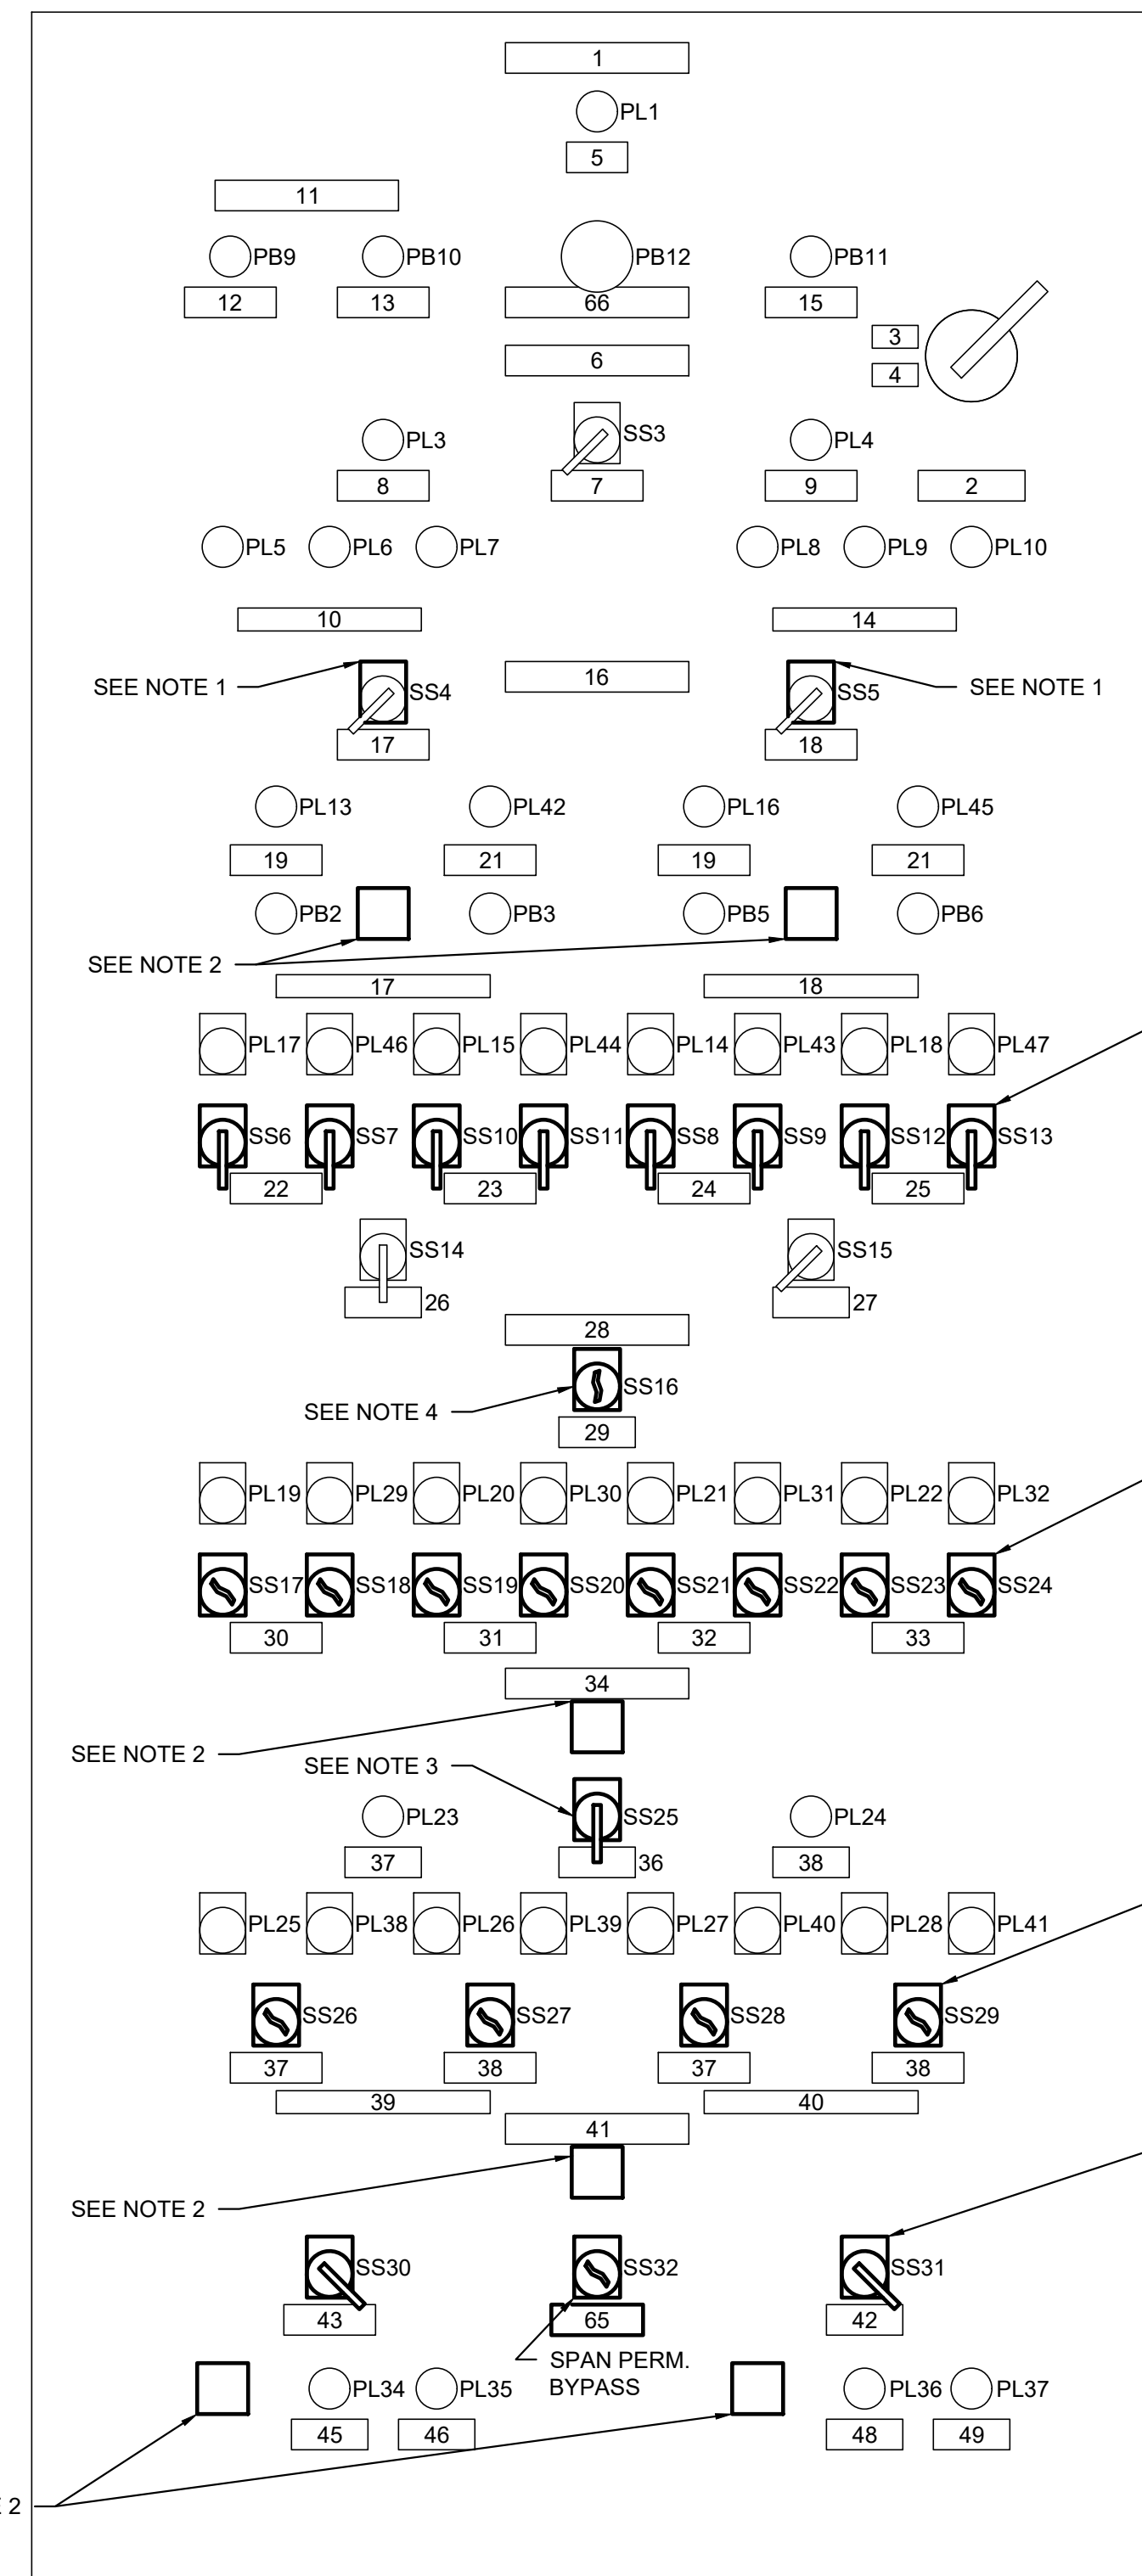 1
PL1
5
11
PB9 PB10 PB12 PB11
12 13 66 15
3
6
4
PL3 SS3 PL4
8 7 9 2
PL5 PL6 PL7 PL8 PL9 PL10
10 14
16
SEE NOTE 1 SS4 SS5 SEE NOTE 1
17 18
PL13 PL42 PL16 PL45
19 21 19 21
PB2 PB3 PB5 PB6
SEE NOTE 2
17 18
PL17 PL46 PL15 PL44 PL14 PL43 PL18 PL47
SS6 SS7 SS10 SS11 SS8 SS9 SS12 SS13
22 23 24 25
SS14 SS15
26 27
28
SS16
SEE NOTE 4
29
PL19 PL29 PL20 PL30 PL21 PL31 PL22 PL32
SS17 SS18 SS19 SS20 SS21 SS22 SS23 SS24
30 31 32 33
34
SEE NOTE 2
SEE NOTE 3
PL23 SS25 PL24
37 36 38
PL25 PL38 PL26 PL39 PL27 PL40 PL28 PL41
SS26 SS27 SS28 SS29
37 38 37 38
39 40
41
SEE NOTE 2
SS30 SS32 SS31
43 65 42
SPAN PERM.
BYPASS
PL34 PL35 PL36 PL37
45 46 48 49
2